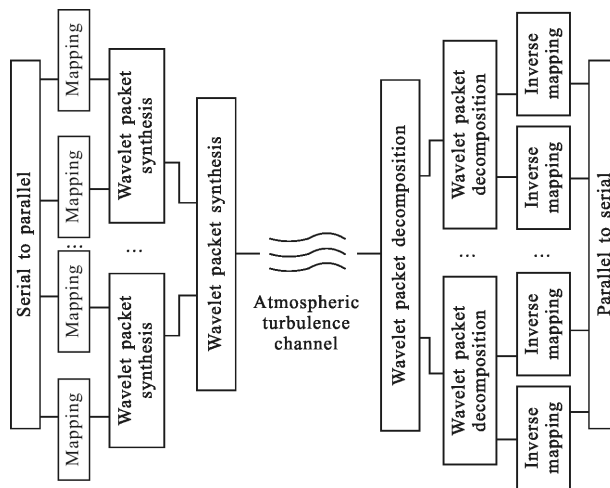 Serial to parallel
Mapping
Mapping
...
Mapping
Mapping
Wavelet packet
synthesis
...
Wavelet packet
synthesis
Wavelet packet synthesis
Atmospheric
turbulence
channel
Wavelet packet decomposition
Wavelet packet
decomposition
...
Wavelet packet
decomposition
Inverse
mapping
Inverse
mapping
...
Inverse
mapping
Inverse
mapping
Parallel to serial